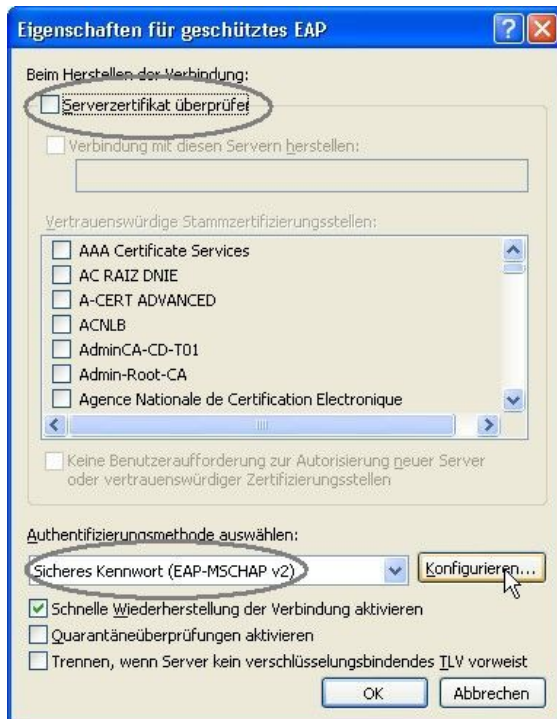 Eigenschaften für geschütztes EAP
Beim Herstellen der Verbindung:
Serverzertifikat überprüfen
Verbindung mit diesen Servern herstellen:
Vertrauenswürdige Stammzertifizierungsstellen:
AAA Certificate Services
AC RAIZ DNIE
A-CERT ADVANCED
ACNLB
AdminCA-CD-T01
Admin-Root-CA
Agence Nationale de Certification Electronique
Keine Benutzeraufforderung zur Autorisierung neuer Server
oder vertrauenswürdiger Zertifizierungsstellen
Authentifizierungsmethode auswählen:
Sicheres Kennwort (EAP-MSCHAP v2)
Konfigurieren...
Schnelle Wiederherstellung der Verbindung aktivieren
Quarantäneüberprüfungen aktivieren
Trennen, wenn Server kein verschlüsselungsbindendes TLV vorweist
OK Abbrechen